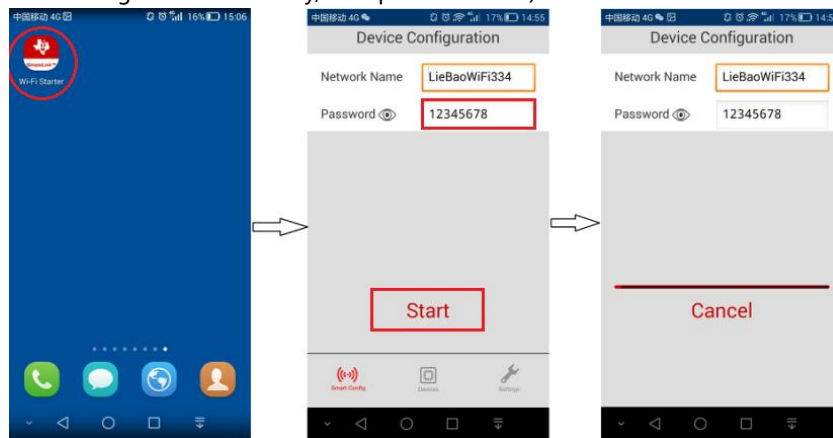 中国移动 4G 16% 15:06
SimpleLink™
Wi-Fi Starter
中国移动 4G 17% 14:55
Device Configuration
Network Name LieBaoWiFi334
Password 12345678
Start
Smart Config Devices Settings
中国移动 4G 17%
Device Configuration
Network Name LieBaoWiFi334
Password 12345678
Cancel